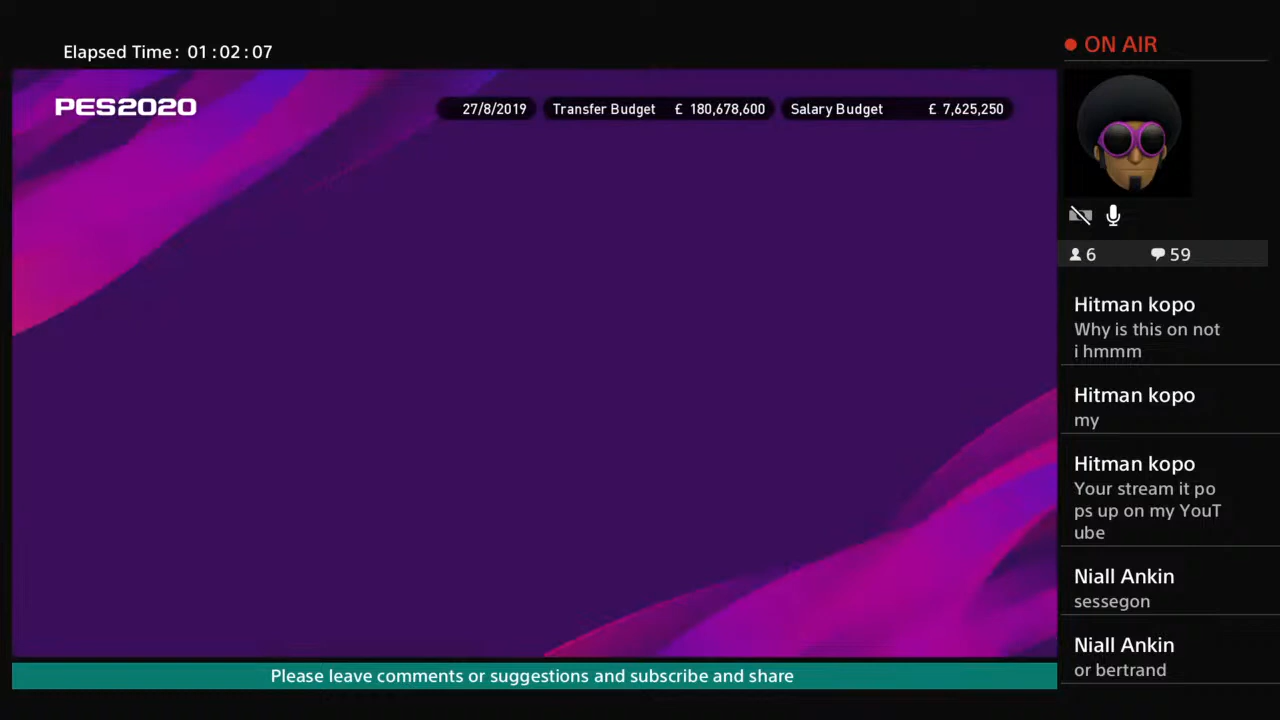 Elapsed Time: 01:02:07
ON AIR
PES2020
27/8/2019 Transfer Budget £ 180,678,600 Salary Budget £ 7,625,250
6 59
Hitman kopo
Why is this on not
i hmmm
Hitman kopo
my
Hitman kopo
Your stream it po
ps up on my YouT
ube
Niall Ankin
sessegon
Niall Ankin
or bertrand
Please leave comments or suggestions and subscribe and share